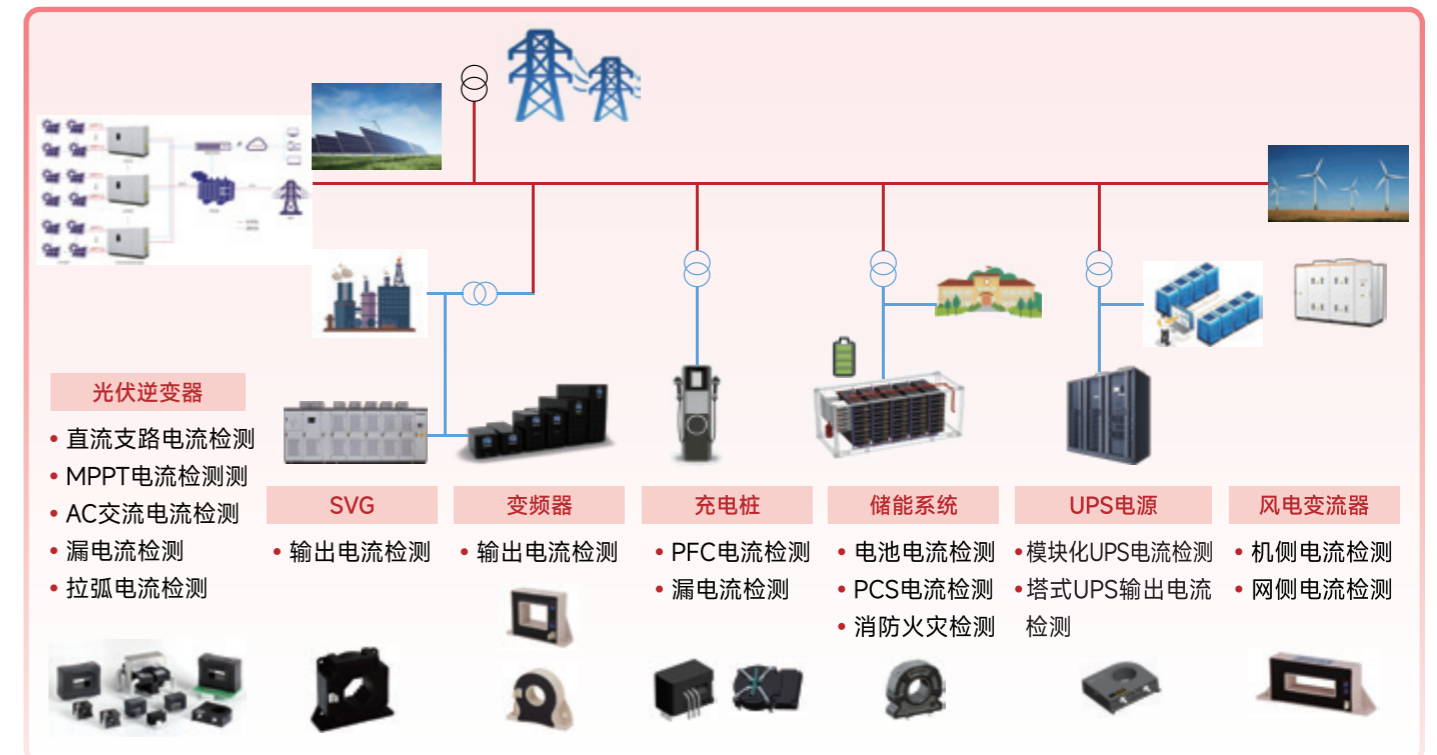 光伏逆变器
• 直流支路电流检测
• MPPT电流检测测
• AC交流电流检测
• 漏电流检测
• 拉弧电流检测
SVG
• 输出电流检测
变频器
• 输出电流检测
充电桩
• PFC电流检测
• 漏电流检测
储能系统
• 电池电流检测
• PCS电流检测
• 消防火灾检测
UPS电源
• 模块化UPS电流检测
• 塔式UPS输出电流
检测
风电变流器
• 机侧电流检测
• 网侧电流检测